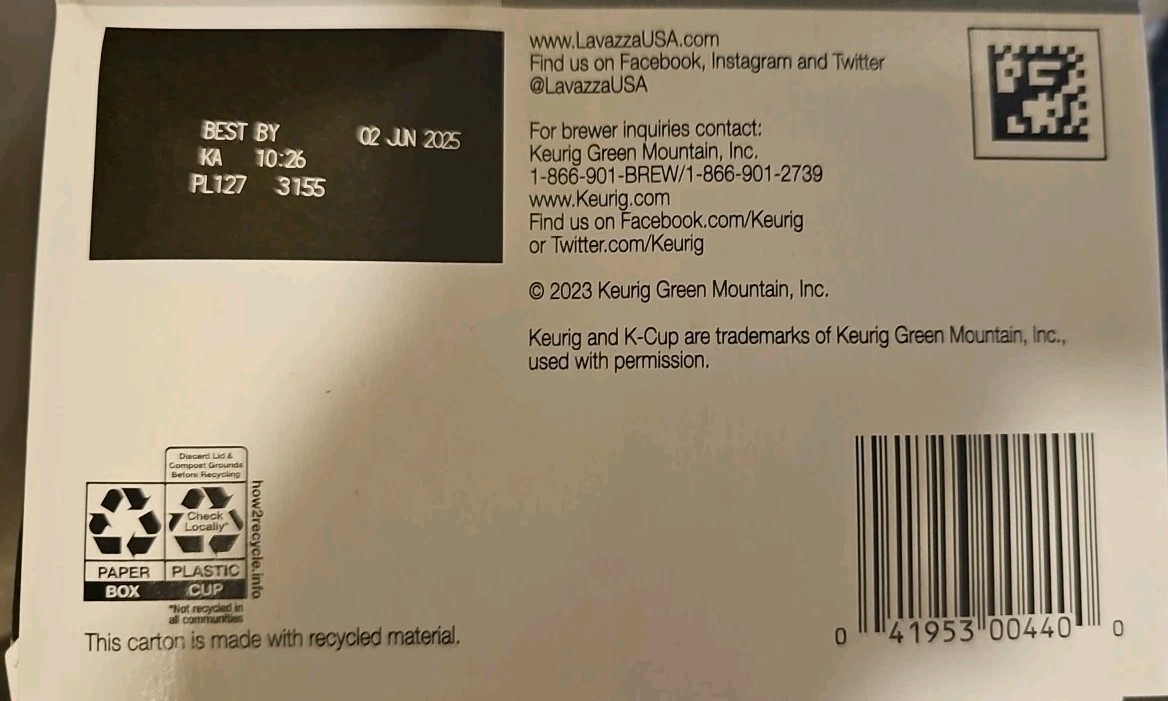 BEST BY 02 JUN 2025
KA 10:26
PL127 3155
www.LavazzaUSA.com
Find us on Facebook, Instagram and Twitter
@LavazzaUSA
For brewer inquiries contact:
Keurig Green Mountain, Inc.
1-866-901-BREW/1-866-901-2739
www.Keurig.com
Find us on Facebook.com/Keurig
or Twitter.com/Keurig
© 2023 Keurig Green Mountain, Inc.
Keurig and K-Cup are trademarks of Keurig Green Mountain, Inc.,
used with permission.
Discard Lid &
Compost Grounds
Before Recycling
Check
Locally*
PAPER
BOX
PLASTIC
CUP
how2recycle.info
*Not recycled in
all communities
This carton is made with recycled material.
0 41953 00440 0